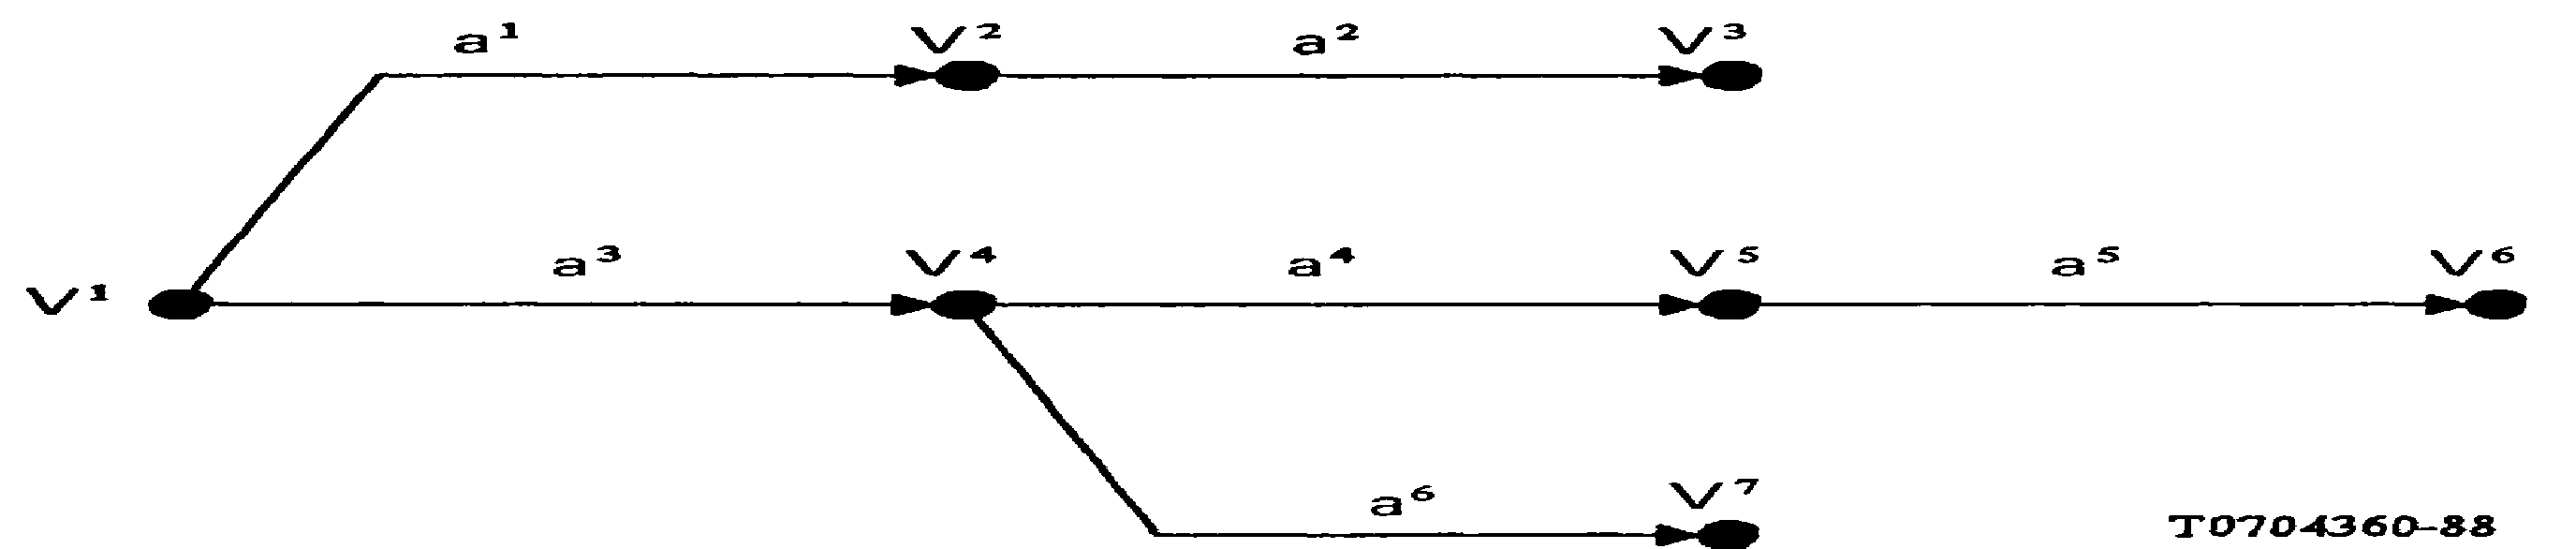 a¹ V² a² V³
V¹ a³ V⁴ a⁴ V⁵ a⁵ V⁶
a⁶ V⁷
T0704360-88